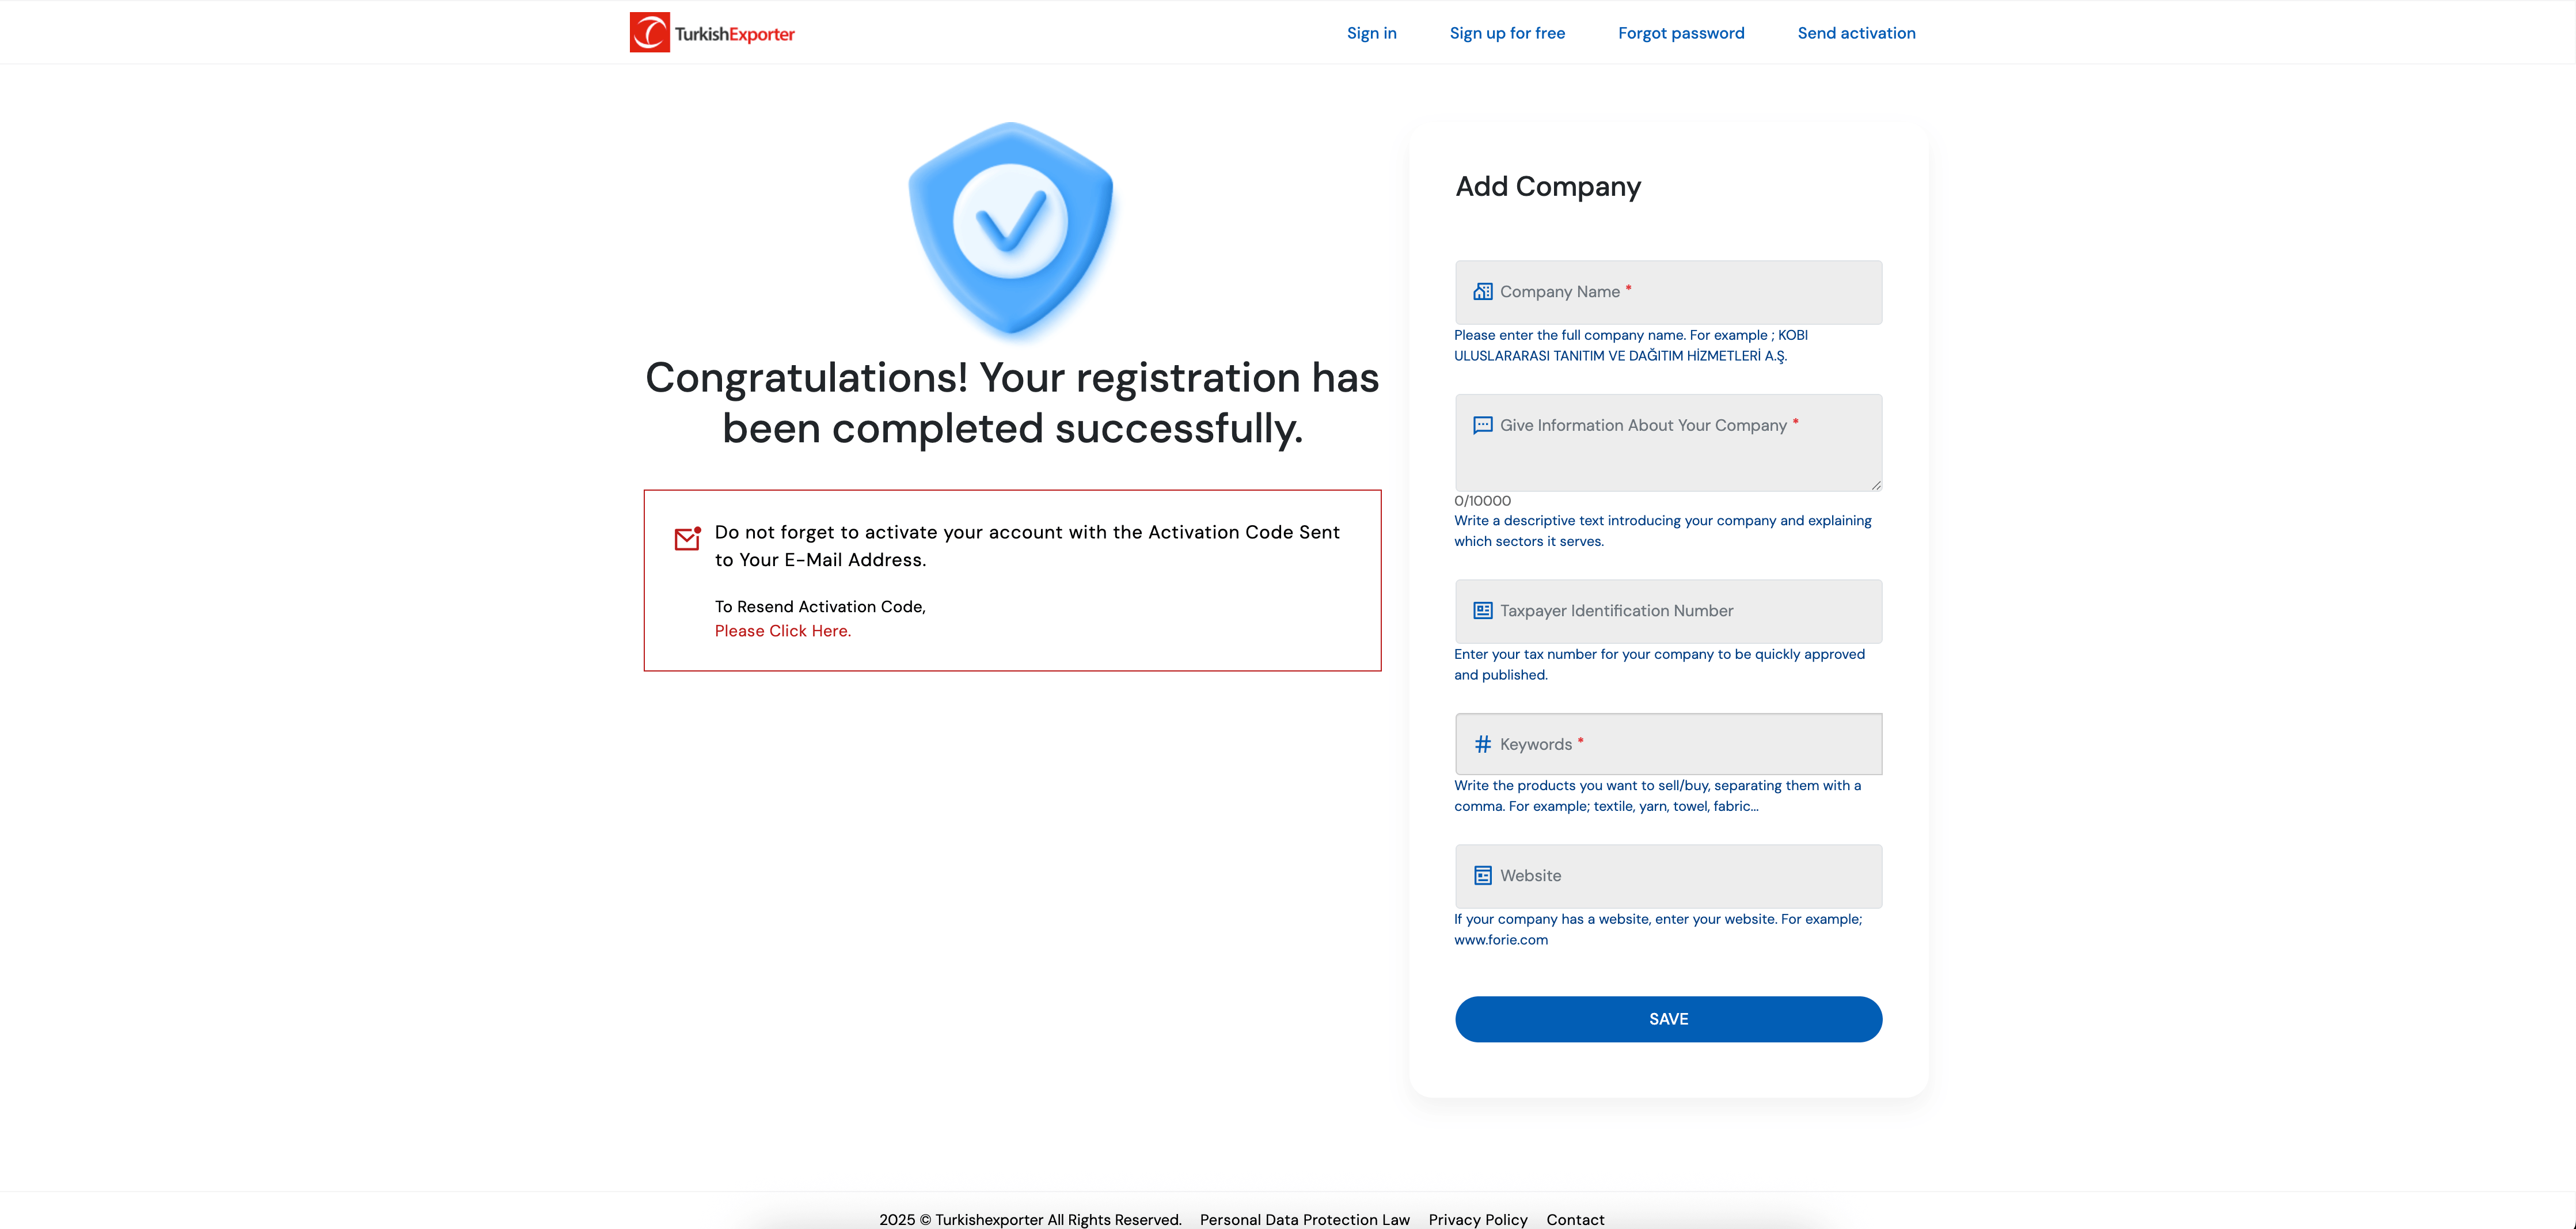 TurkishExporter
Sign in
Sign up for free
Forgot password
Send activation
Congratulations! Your registration has
been completed successfully.
Do not forget to activate your account with the Activation Code Sent
to Your E-Mail Address.
To Resend Activation Code,
Please Click Here.
Add Company
Company Name *
Please enter the full company name. For example ; KOBI
ULUSLARARASI TANITIM VE DAĞITIM HİZMETLERİ A.Ş.
Give Information About Your Company *
0/10000
Write a descriptive text introducing your company and explaining
which sectors it serves.
Taxpayer Identification Number
Enter your tax number for your company to be quickly approved
and published.
# Keywords *
Write the products you want to sell/buy, separating them with a
comma. For example; textile, yarn, towel, fabric...
Website
If your company has a website, enter your website. For example;
www.forie.com
SAVE
2025 © Turkishexporter All Rights Reserved.
Personal Data Protection Law
Privacy Policy
Contact